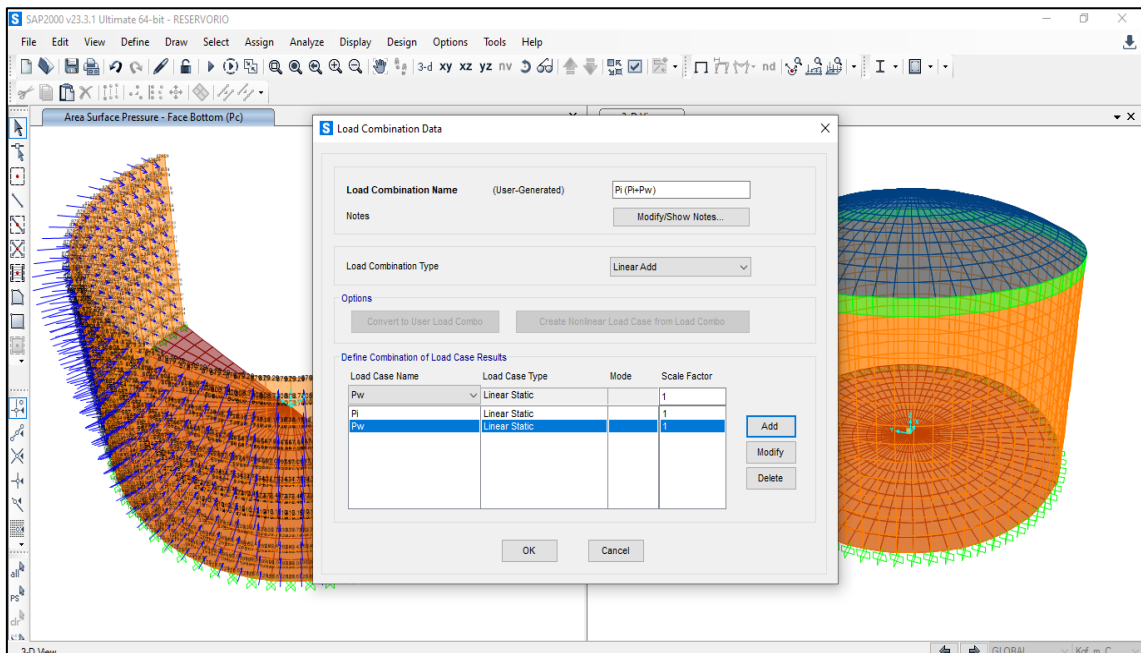 SAP2000 v23.3.1 Ultimate 64-bit - RESERVORIO
File Edit View Define Draw Select Assign Analyze Display Design Options Tools Help
3-d xy xz yz nv nd
Area Surface Pressure - Face Bottom (Pc)
Load Combination Data
Load Combination Name (User-Generated) Pi (Pi+Pw)
Notes Modify/Show Notes...
Load Combination Type Linear Add
Options
Convert to User Load Combo Create Nonlinear Load Case from Load Combo
Define Combination of Load Case Results
Load Case Name Load Case Type Mode Scale Factor
Pw Linear Static 1
Pi Linear Static 1
Pw Linear Static 1
Add
Modify
Delete
OK Cancel
all
PS
dr
3-D View GLOBAL Kgf, m, C